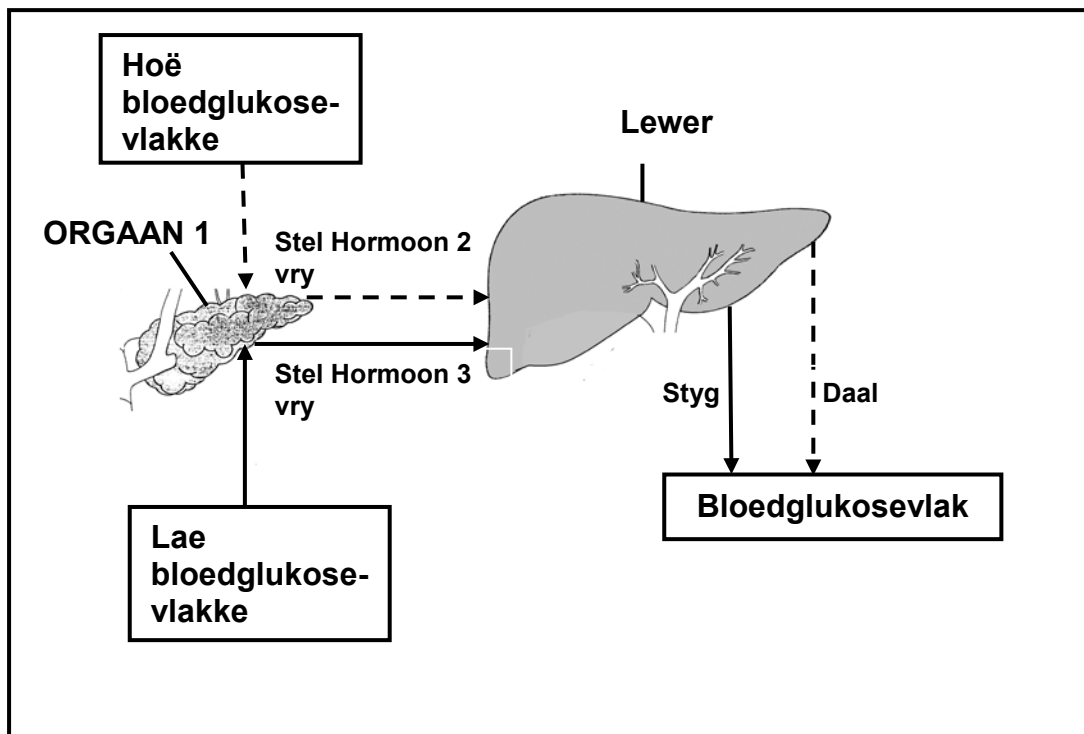 Hoë
bloedglukose-
vlakke
Lewer
ORGAAN 1
Stel Hormoon 2
vry
Stel Hormoon 3
vry
Styg
Daal
Bloedglukosevlak
Lae
bloedglukose-
vlakke